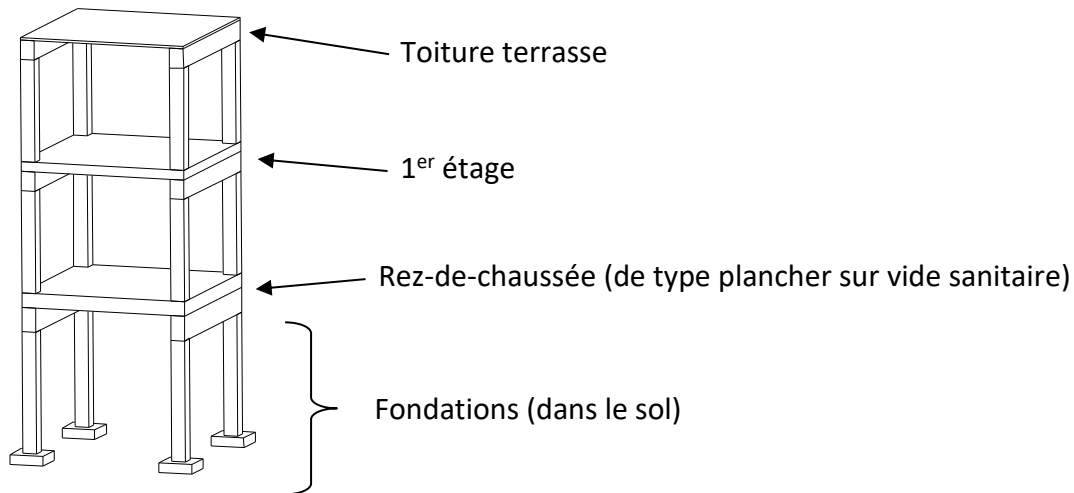 Toiture terrasse
1er étage
Rez-de-chaussée (de type plancher sur vide sanitaire)
Fondations (dans le sol)